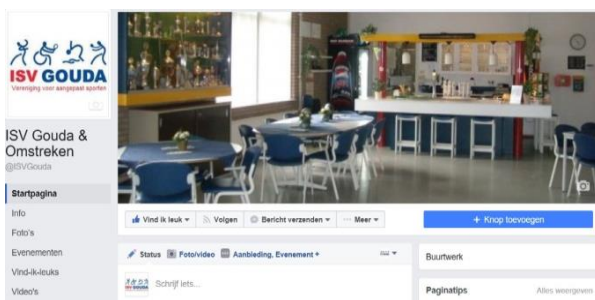 ISV GOUDA
Vereniging voor aangepast sporten
ISV Gouda &
Omstreken
@ISVGouda
Startpagina
Info
Foto's
Evenementen
Vind-ik-leuks
Video's
Vind ik leuk
Volgen
Bericht verzenden
Meer
+ Knop toevoegen
Status
Foto/video
Aanbieding, Evenement +
Schrijf iets...
Buurtwerk
Paginatips
Alles weergeven